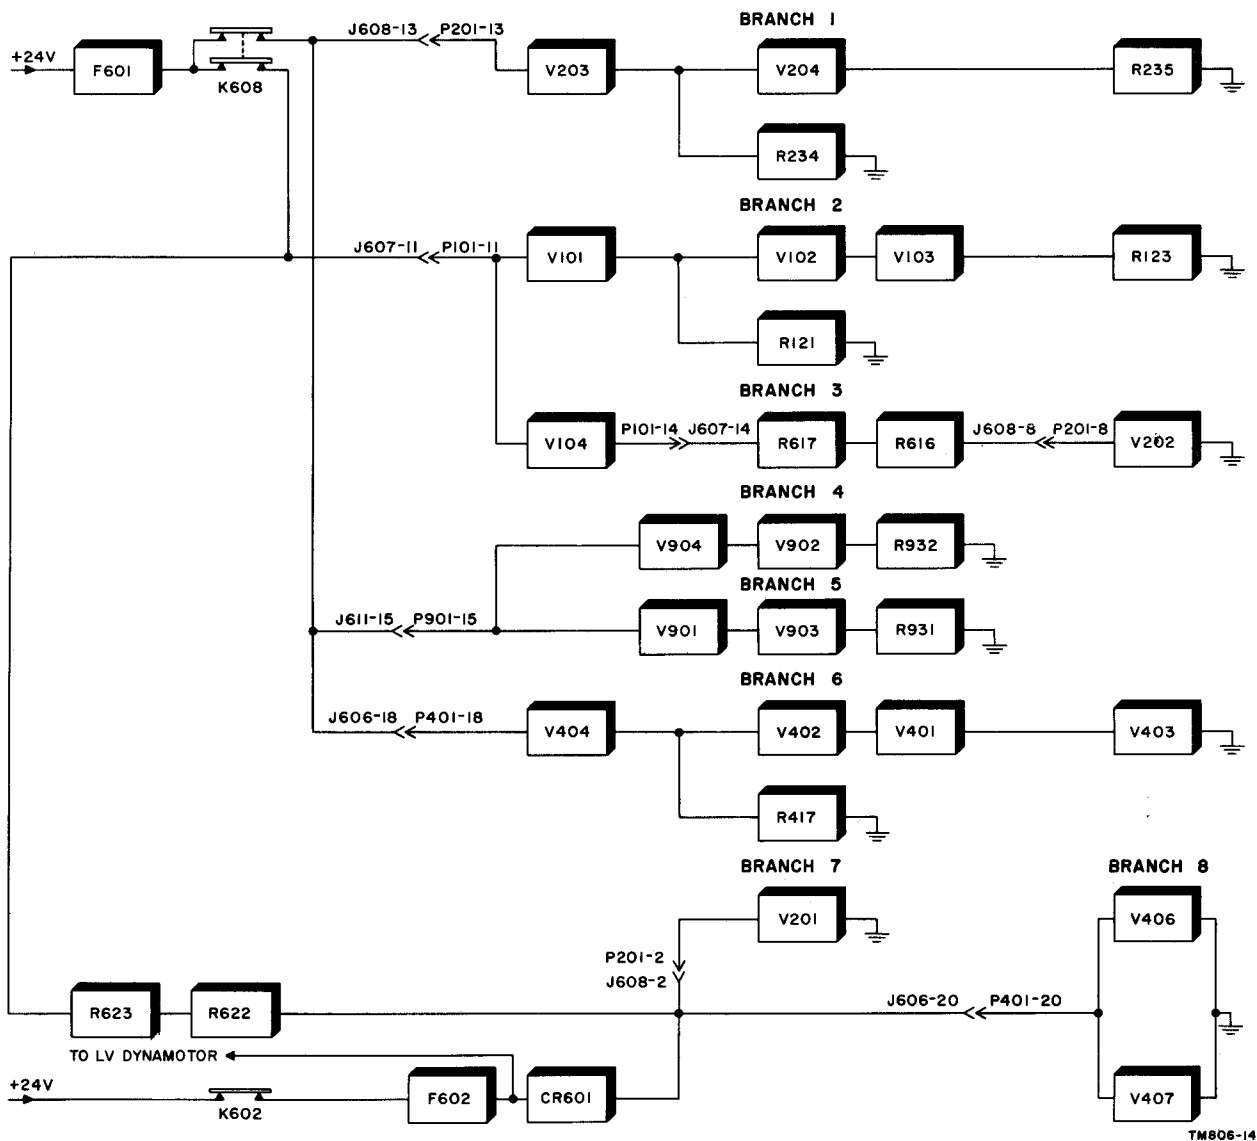 BRANCH 1
J608-13 P201-13
+24V
F601
K608
V203
V204
R235
R234
BRANCH 2
J607-11 P101-11
V101
V102
V103
R123
R121
BRANCH 3
V104
P101-14 J607-14
R617
R616
J608-8 P201-8
V202
BRANCH 4
V904
V902
R932
BRANCH 5
J611-15 P901-15
V901
V903
R931
BRANCH 6
J606-18 P401-18
V404
V402
V401
V403
R417
BRANCH 7
BRANCH 8
V201
V406
P201-2
J608-2
R623
R622
J606-20 P401-20
TO LV DYNAMOTOR
+24V
K602
F602
CR601
V407
TM806-14